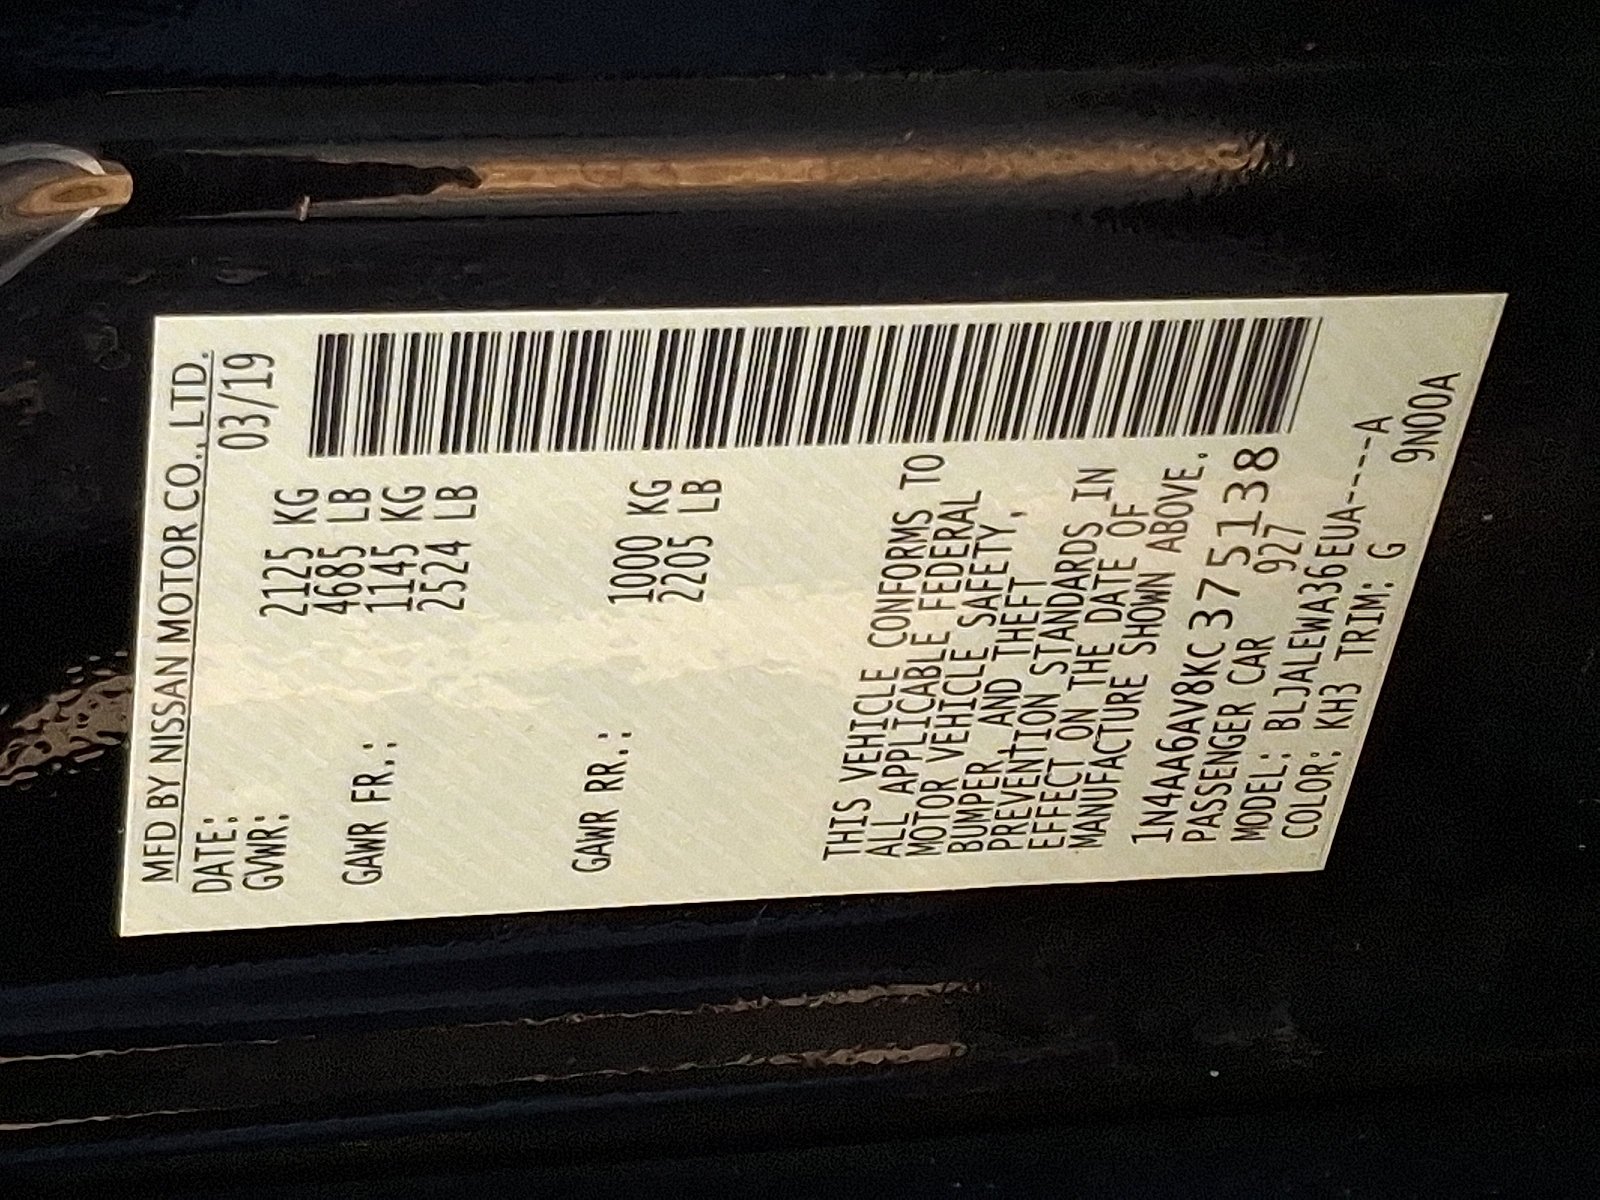 MFD BY NISSAN MOTOR CO., LTD.
DATE: 03/19
GVWR: 2125 KG
4685 LB
GAWR FR.: 1145 KG
2524 LB
GAWR RR.: 1000 KG
2205 LB
THIS VEHICLE CONFORMS TO
ALL APPLICABLE FEDERAL
MOTOR VEHICLE SAFETY,
BUMPER, AND THEFT
PREVENTION STANDARDS IN
EFFECT ON THE DATE OF
MANUFACTURE SHOWN ABOVE.
1N4AA6AV8KC375138
PASSENGER CAR 927
MODEL: BLJALEWA36EUA----A
COLOR: KH3 TRIM: G 9N00A